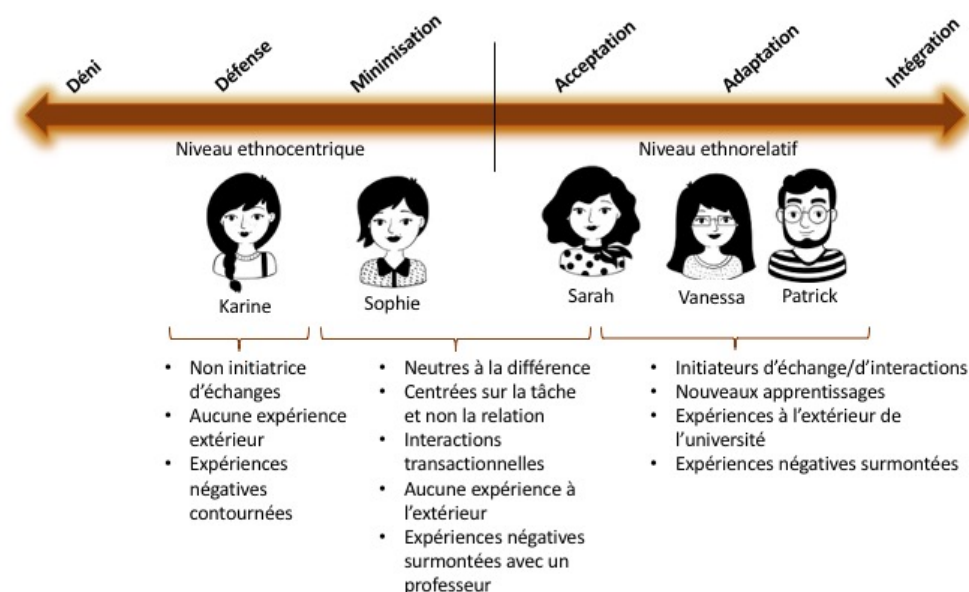 Déni
Défense
Minimisation
Acceptation
Adaptation
Intégration
Niveau ethnocentrique
Niveau ethnorelatif
Karine
Sophie
Sarah
Vanessa
Patrick
• Non initiatrice
d'échanges
• Aucune expérience
extérieur
• Expériences
négatives
contournées
• Neutres à la différence
• Centrées sur la tâche
et non la relation
• Interactions
transactionnelles
• Aucune expérience à
l'extérieur
• Expériences négatives
surmontées avec un
professeur
• Initiateurs d'échange/d'interactions
• Nouveaux apprentissages
• Expériences à l'extérieur de
l'université
• Expériences négatives surmontées